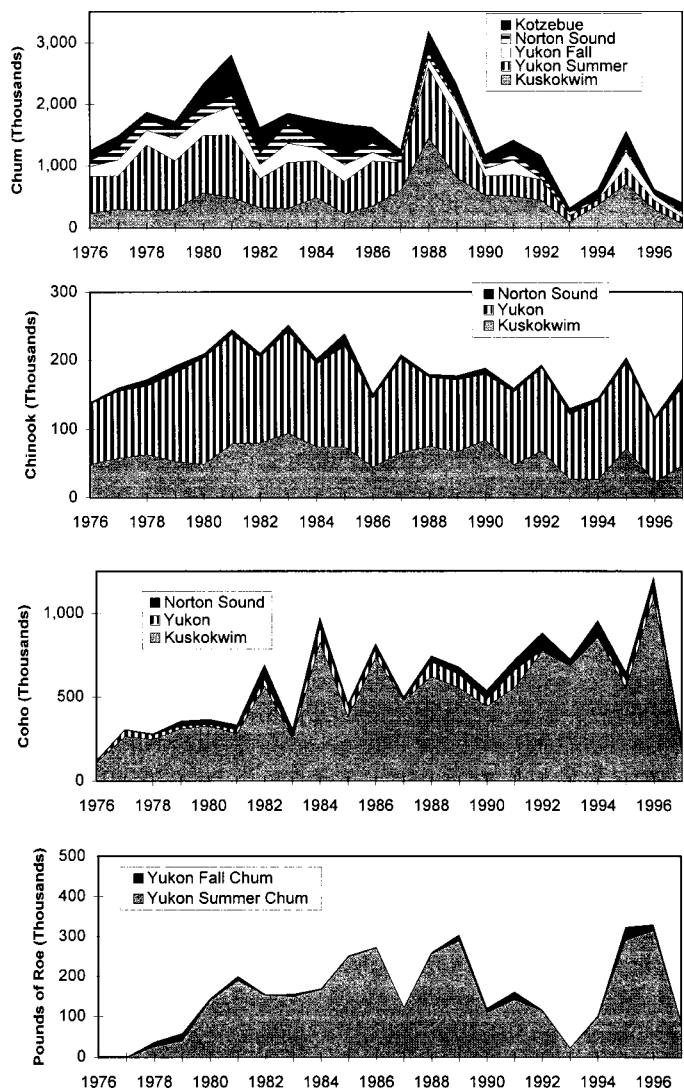 Kotzebue
Norton Sound
Yukon Fall
Yukon Summer
Kuskokwim
Chum (Thousands)
3,000
2,000
1,000
0
1976 1978 1980 1982 1984 1986 1988 1990 1992 1994 1996
Norton Sound
Yukon
Kuskokwim
Chinook (Thousands)
300
200
100
0
1976 1978 1980 1982 1984 1986 1988 1990 1992 1994 1996
Norton Sound
Yukon
Kuskokwim
Coho (Thousands)
1,000
500
0
1976 1978 1980 1982 1984 1986 1988 1990 1992 1994 1996
Yukon Fall Chum
Yukon Summer Chum
Pounds of Roe (Thousands)
500
400
300
200
100
0
1976 1978 1980 1982 1984 1986 1988 1990 1992 1994 1996